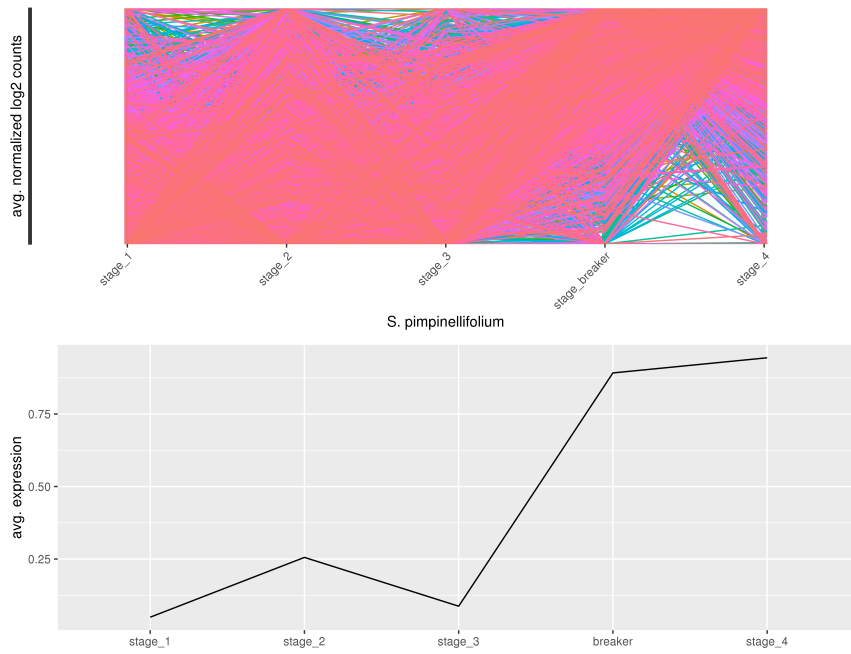 avg. normalized log2 counts
stage_1
stage_2
stage_3
stage_breaker
stage_4
S. pimpinellifolium
avg. expression
0.75
0.50
0.25
stage_1
stage_2
stage_3
breaker
stage_4